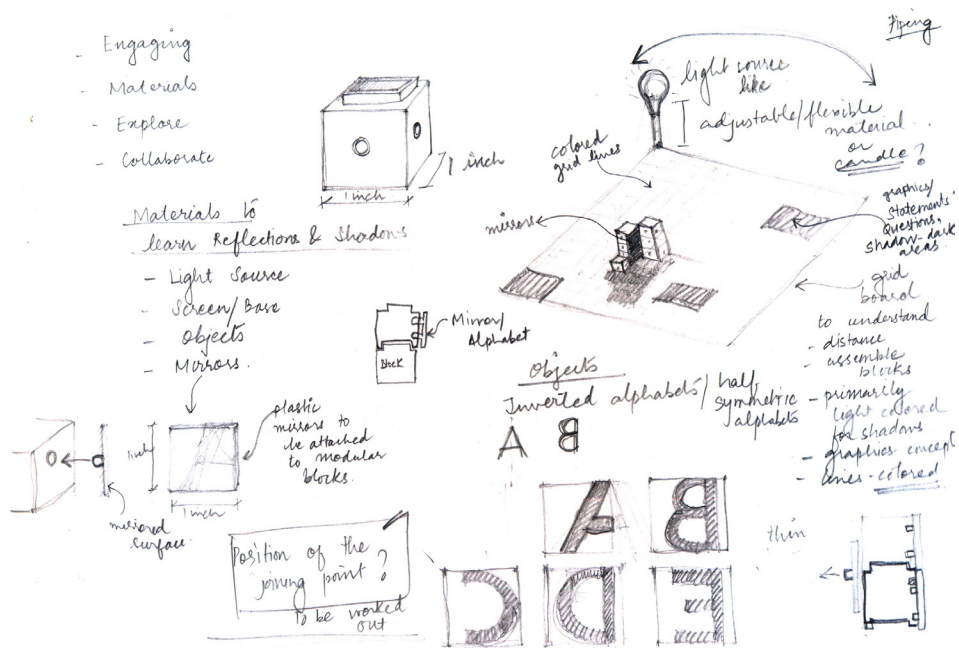 - Engaging
- Materials
- Explore
- Collaborate
1 inch
1 inch
Materials to
learn Reflections & Shadows
- Light Source
- Screen/Base
- Objects
- Mirrors.
Block
Mirror/
Alphabet
plastic
mirrors to
be attached
to modular
blocks.
1 inch
mirrored
surface.
Position of the
joining point?
To be worked
out
Piping
light source
like
adjustable/flexible
material
or
candle?
colored
grid lines
mirrors
graphics/
Statements
Questions,
Shadow-dark
areas
grid
board
to understand
- distance
- assemble
blocks
- primarily
light colored
for shadows
- graphics concept
- lines - colored
Objects
Inverted alphabets/ half,
symmetric
alphabets
A B
A B
C D E
thin